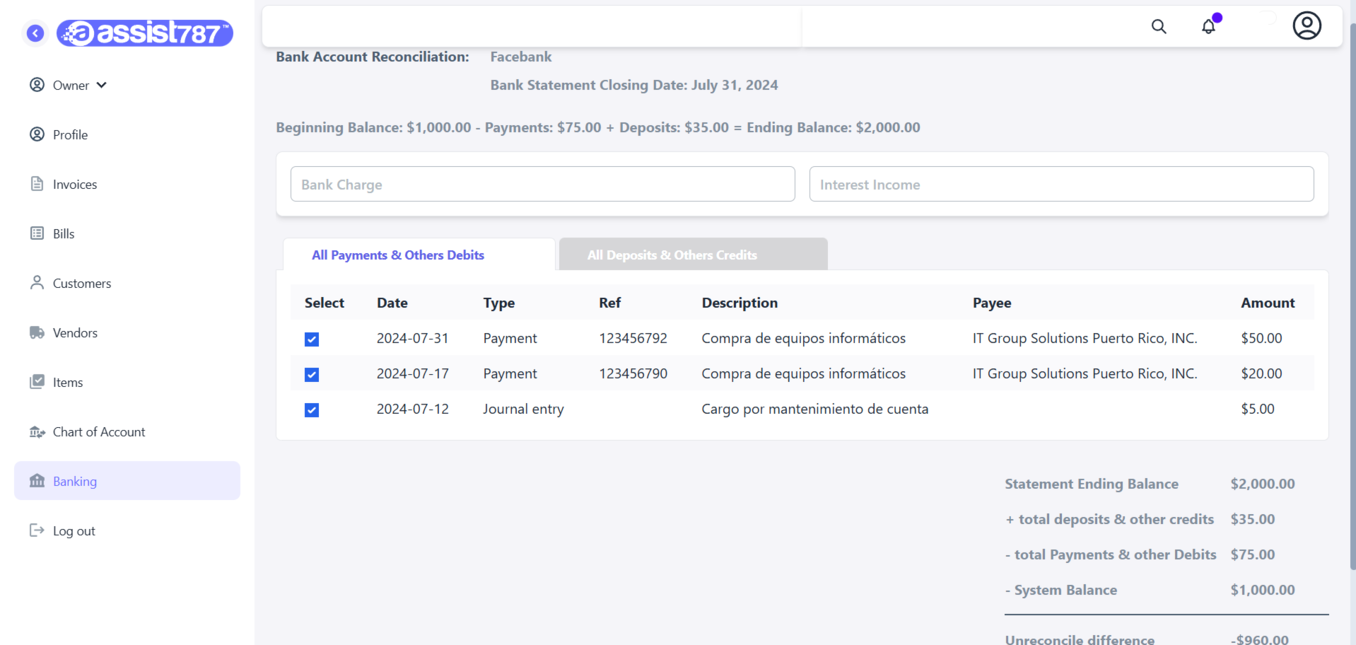 assist787™
Owner
Profile
Invoices
Bills
Customers
Vendors
Items
Chart of Account
Banking
Log out
Bank Account Reconciliation: Facebank
Bank Statement Closing Date: July 31, 2024
Beginning Balance: $1,000.00 - Payments: $75.00 + Deposits: $35.00 = Ending Balance: $2,000.00
Bank Charge Interest Income
All Payments & Others Debits All Deposits & Others Credits
Select Date Type Ref Description Payee Amount
2024-07-31 Payment 123456792 Compra de equipos informáticos IT Group Solutions Puerto Rico, INC. $50.00
2024-07-17 Payment 123456790 Compra de equipos informáticos IT Group Solutions Puerto Rico, INC. $20.00
2024-07-12 Journal entry Cargo por mantenimiento de cuenta $5.00
Statement Ending Balance $2,000.00
+ total deposits & other credits $35.00
- total Payments & other Debits $75.00
- System Balance $1,000.00
Unreconcile difference -$960.00